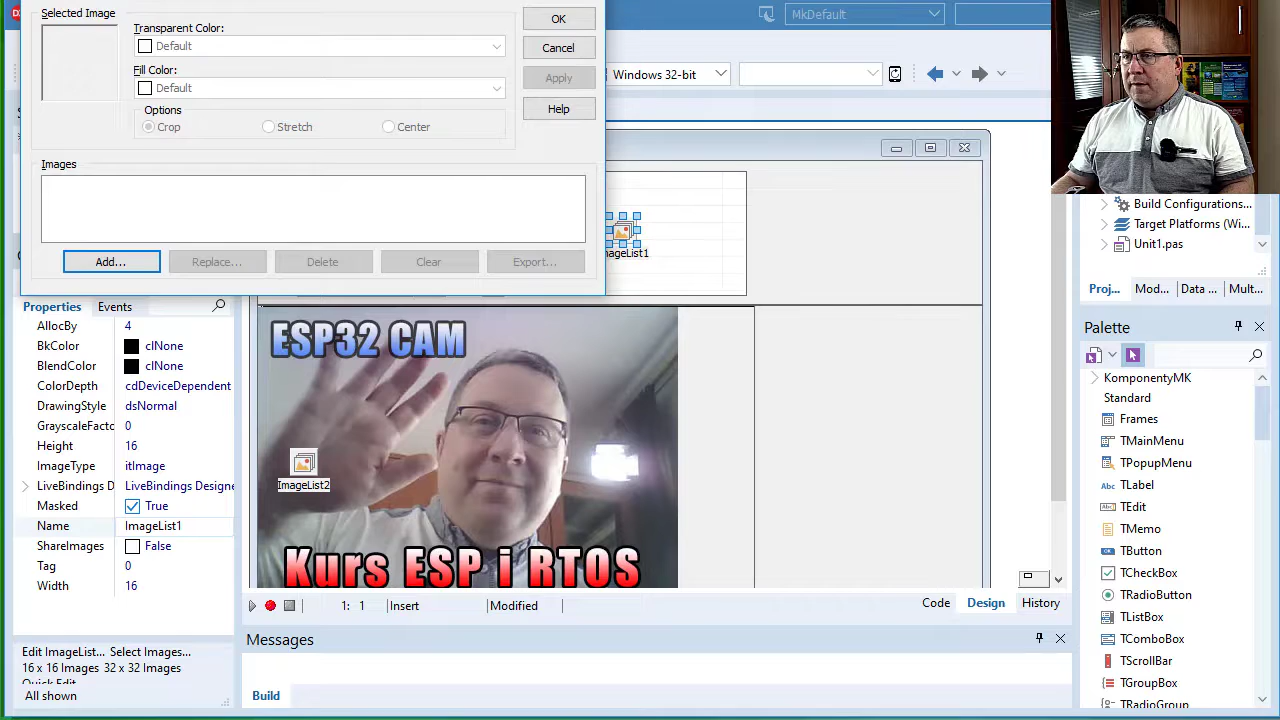 Selected Image
Transparent Color:
Default
Fill Color:
Default
Options
Crop
Stretch
Center
OK
Cancel
Apply
Help
Images
Add...
Replace...
Delete
Clear
Export...
MkDefault
Windows 32-bit
ageList1
Build Configurations...
Target Platforms (Wi...
Unit1.pas
Proj...
Mod...
Data ...
Mult...
Properties
Events
AllocBy
4
BkColor
clNone
BlendColor
clNone
ColorDepth
cdDeviceDependent
DrawingStyle
dsNormal
GrayscaleFacto
0
Height
16
ImageType
itImage
LiveBindings D
LiveBindings Designe
Masked
True
Name
ImageList1
ShareImages
False
Tag
0
Width
16
Edit ImageList... Select Images...
16 x 16 Images 32 x 32 Images
Quick Edit
All shown
ESP32 CAM
ImageList2
Kurs ESP i RTOS
1: 1
Insert
Modified
Code
Design
History
Messages
Build
Palette
KomponentyMK
Standard
Frames
TMainMenu
TPopupMenu
TLabel
TEdit
TMemo
TButton
TCheckBox
TRadioButton
TListBox
TComboBox
TScrollBar
TGroupBox
TRadioGroup